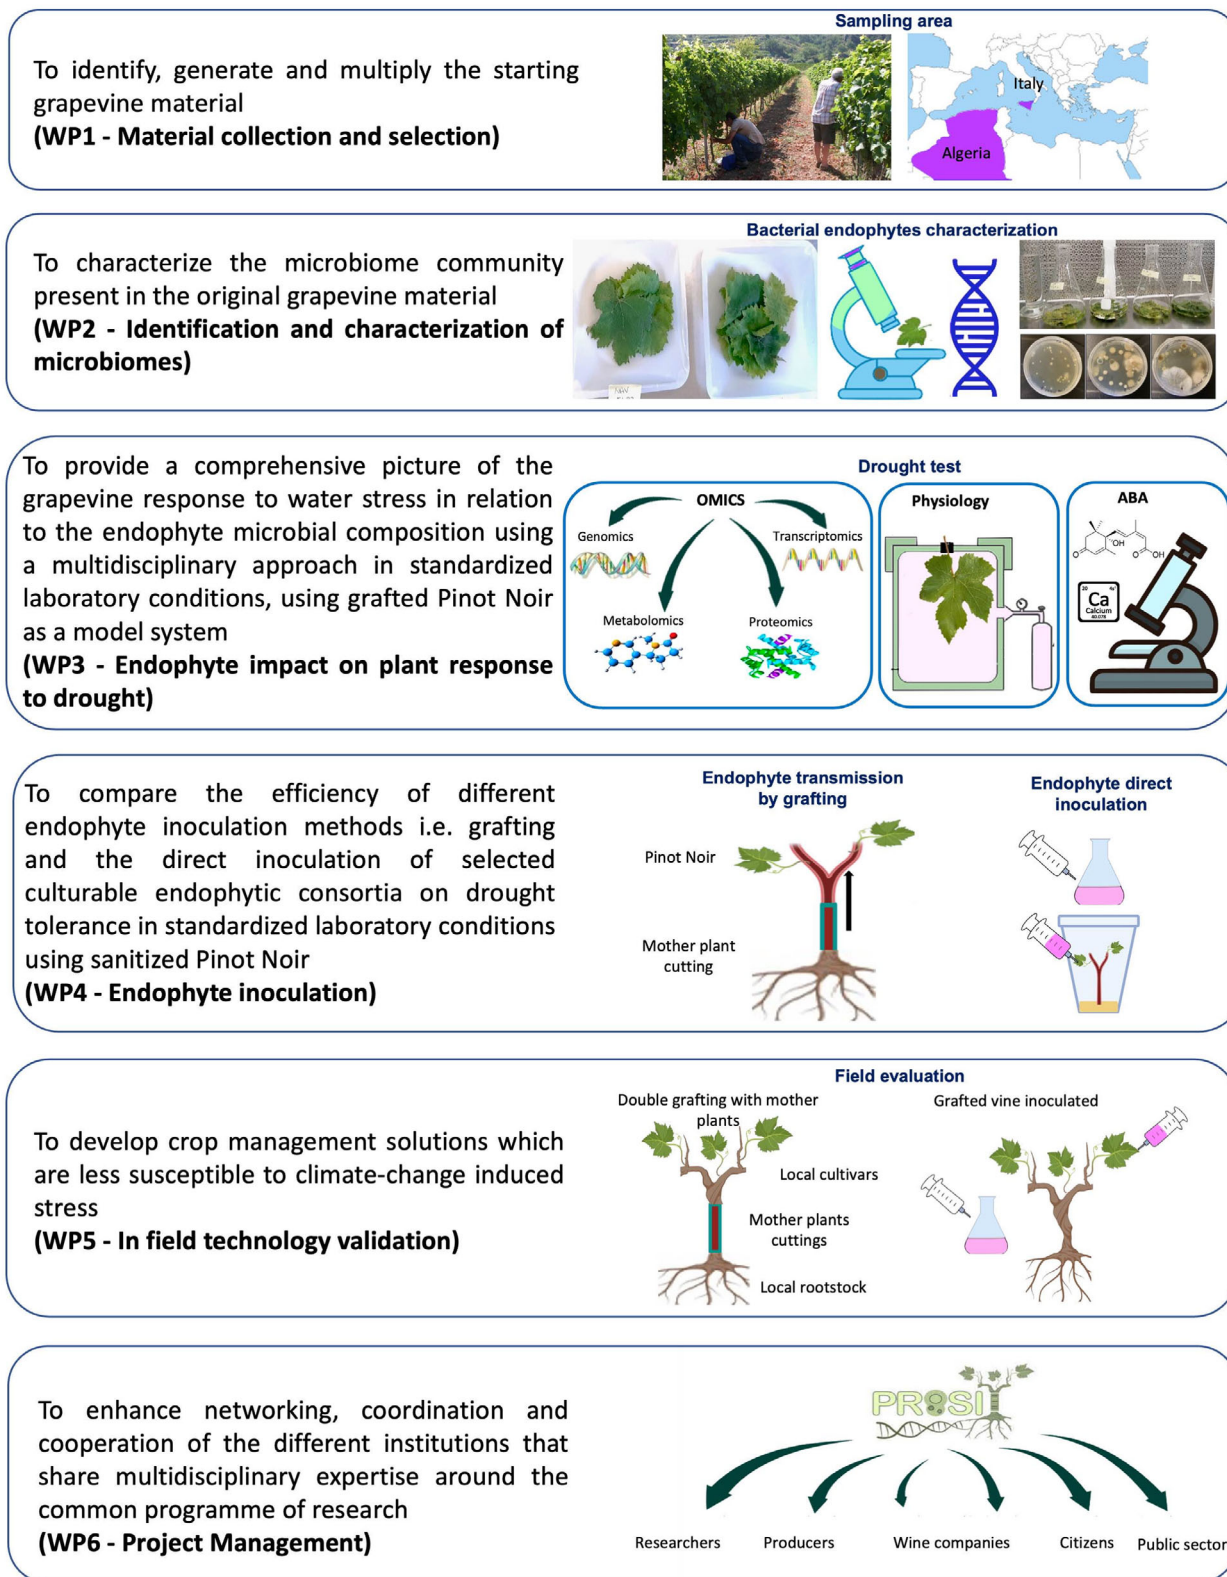 Sampling area
To identify, generate and multiply the starting
grapevine material
(WP1 - Material collection and selection)
Italy
Algeria
Bacterial endophytes characterization
To characterize the microbiome community
present in the original grapevine material
(WP2 - Identification and characterization of
microbiomes)
To provide a comprehensive picture of the
grapevine response to water stress in relation
to the endophyte microbial composition using
a multidisciplinary approach in standardized
laboratory conditions, using grafted Pinot Noir
as a model system
(WP3 - Endophyte impact on plant response
to drought)
Drought test
OMICS
Genomics
Transcriptomics
Metabolomics
Proteomics
Physiology
ABA
OH
O
O
OH
20
Ca
Calcium
40.078
To compare the efficiency of different
endophyte inoculation methods i.e. grafting
and the direct inoculation of selected
culturable endophytic consortia on drought
tolerance in standardized laboratory conditions
using sanitized Pinot Noir
(WP4 - Endophyte inoculation)
Endophyte transmission
by grafting
Pinot Noir
Mother plant
cutting
Endophyte direct
inoculation
Field evaluation
To develop crop management solutions which
are less susceptible to climate-change induced
stress
(WP5 - In field technology validation)
Double grafting with mother
plants
Local cultivars
Mother plants
cuttings
Local rootstock
Grafted vine inoculated
To enhance networking, coordination and
cooperation of the different institutions that
share multidisciplinary expertise around the
common programme of research
(WP6 - Project Management)
PROSIT
Researchers
Producers
Wine companies
Citizens
Public sector